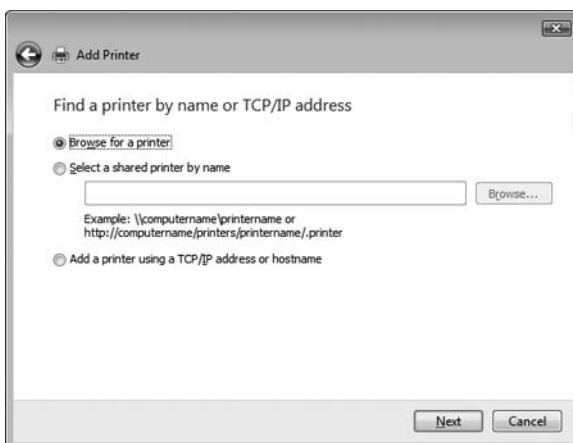 Add Printer
Find a printer by name or TCP/IP address
Browse for a printer
Select a shared printer by name
Browse...
Example: \\computername\printername or
http://computername/printers/printername/.printer
Add a printer using a TCP/IP address or hostname
Next
Cancel